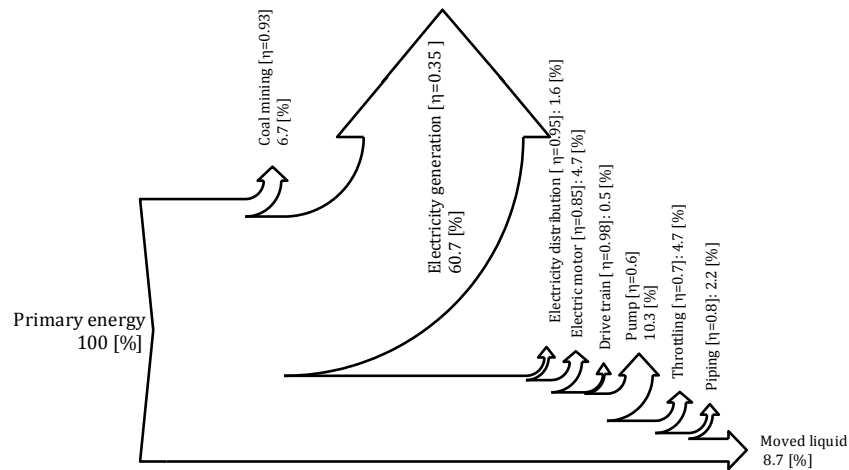 Coal mining [η=0.93]
6.7 [%]
Electricity generation [η=0.35 ]
60.7 [%]
Electricity distribution [ η=0.95]: 1.6 [%]
Electric motor [η=0.85]: 4.7 [%]
Drive train [ η=0.98]: 0.5 [%]
Pump [η=0.6]
10.3 [%]
Throttling [η=0.7]: 4.7 [%]
Piping [η=0.8]: 2.2 [%]
Primary energy
100 [%]
Moved liquid
8.7 [%]